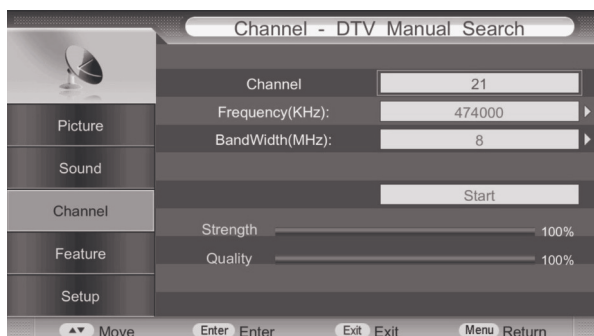 Channel - DTV Manual Search
Channel 21
Frequency(KHz): 474000
BandWidth(MHz): 8
Start
Strength 100%
Quality 100%
Picture
Sound
Channel
Feature
Setup
Move Enter Enter Exit Exit Menu Return